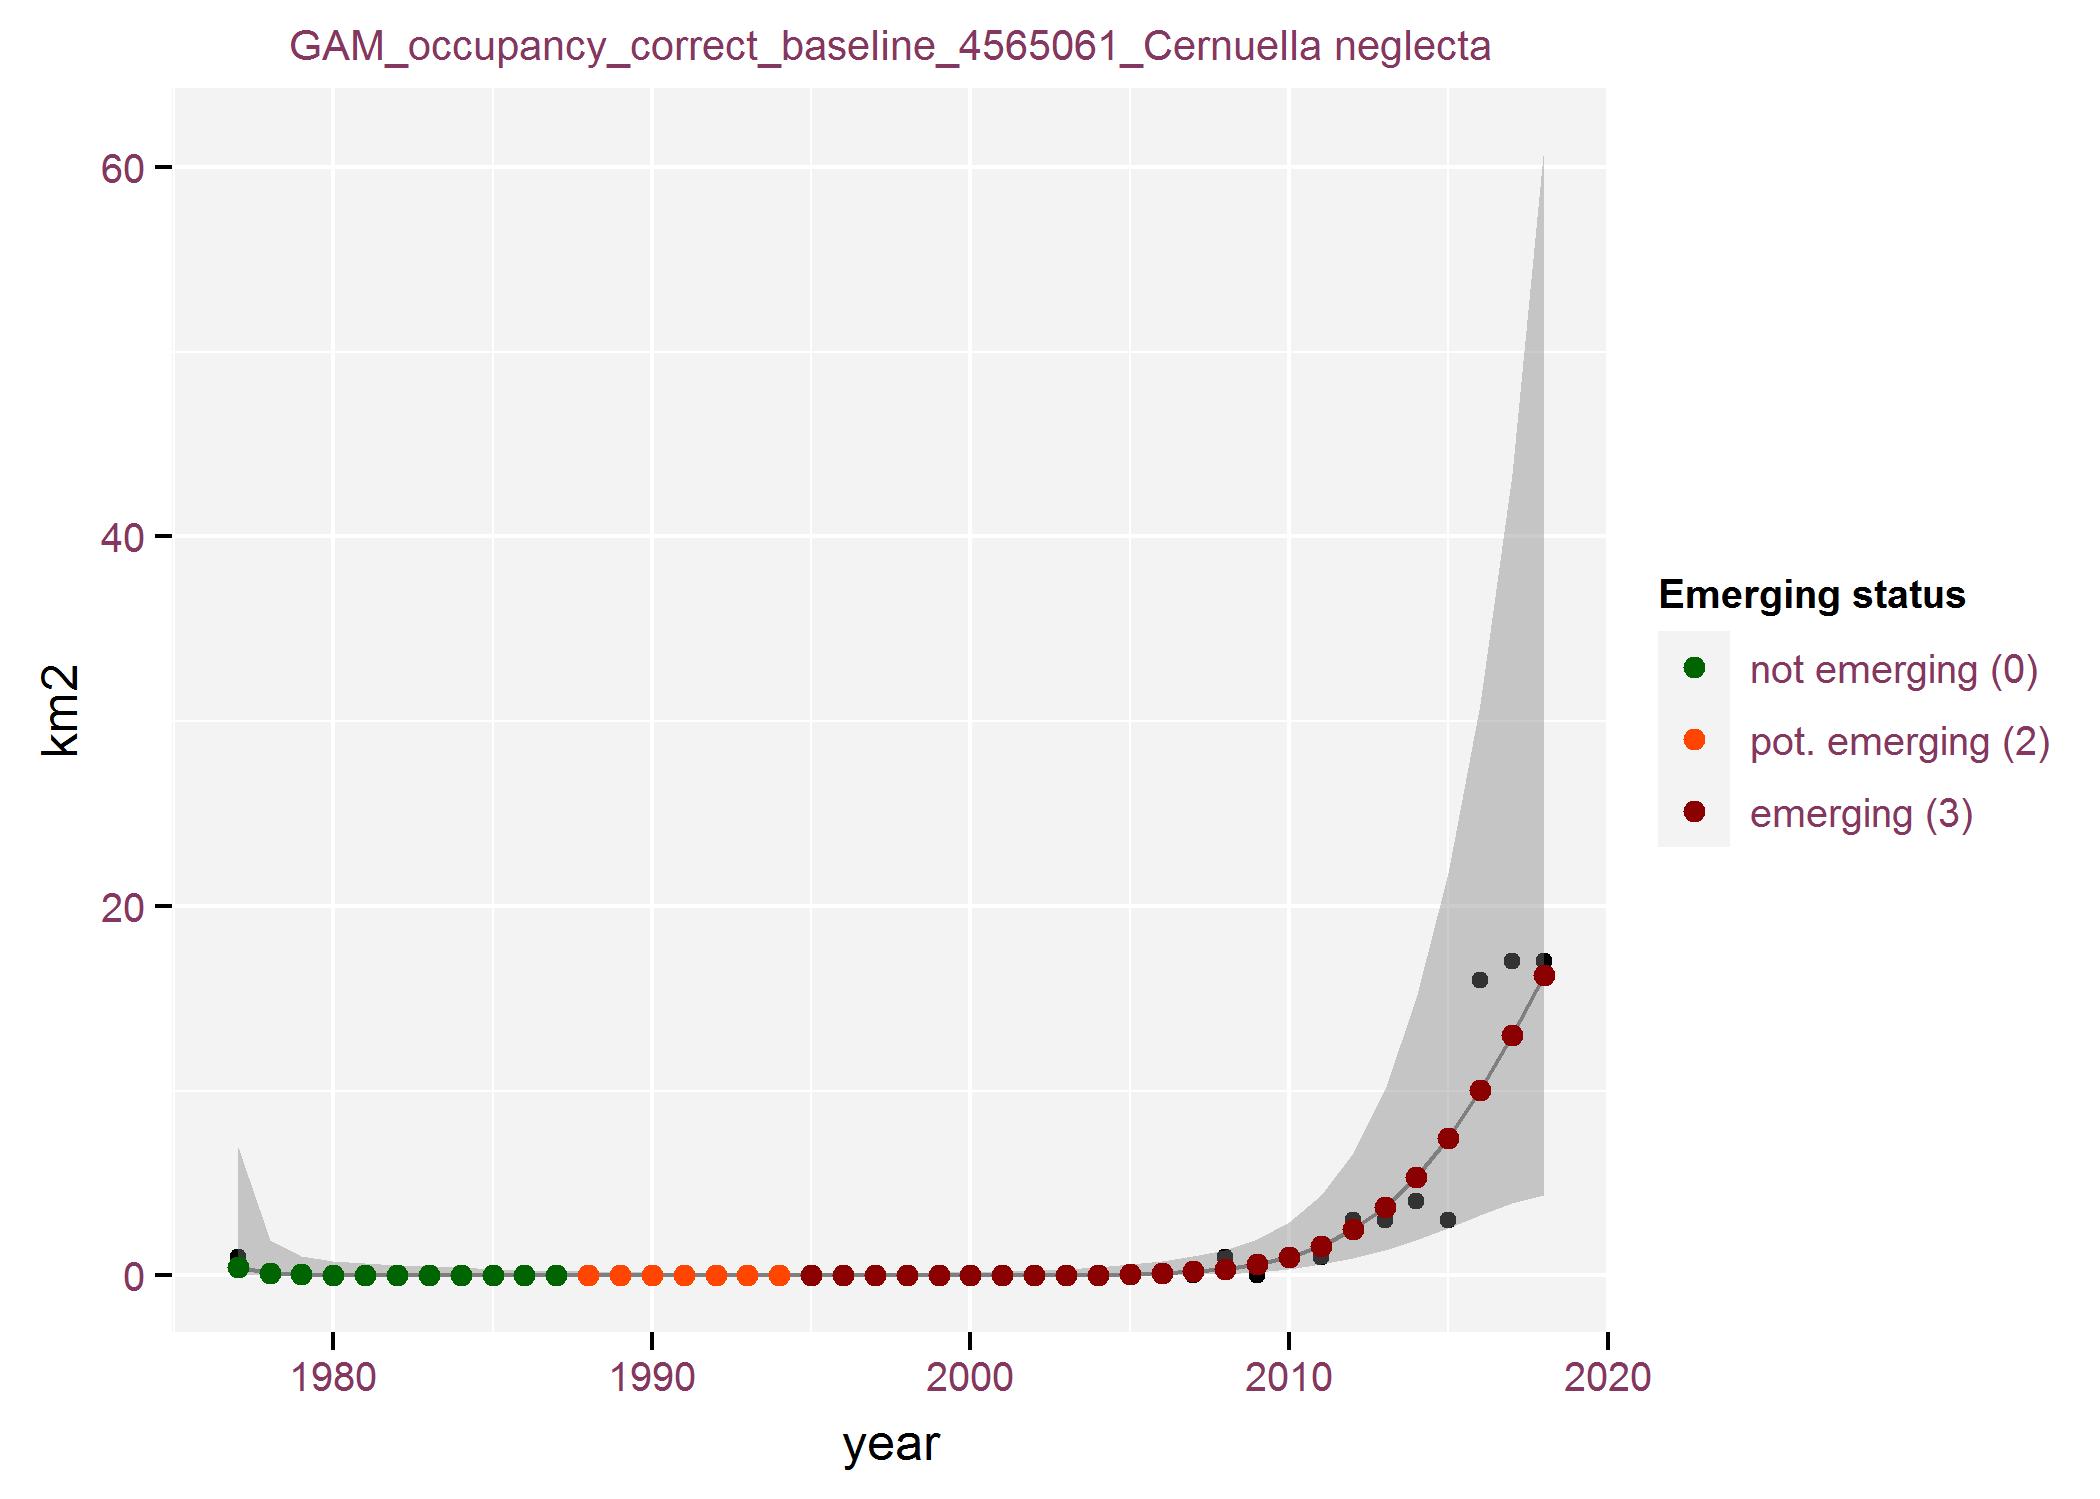 GAM_occupancy_correct_baseline_4565061_Cernuella neglecta
60
40
20
0
km2
1980 1990 2000 2010 2020
year
Emerging status
not emerging (0)
pot. emerging (2)
emerging (3)